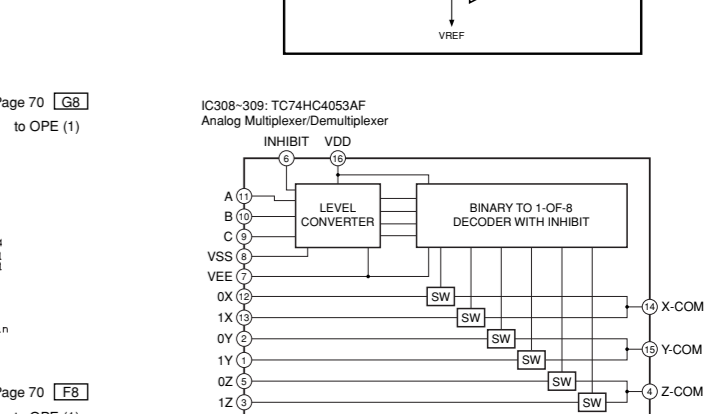 VREF
Page 70 G8
to OPE (1)
IC308~309: TC74HC4053AF
Analog Multiplexer/Demultiplexer
INHIBIT VDD
6 16
A 11
B 10
C 9
VSS 8
VEE 7
0X 12
1X 13
0Y 2
1Y 1
0Z 5
1Z 3
LEVEL
CONVERTER
BINARY TO 1-OF-8
DECODER WITH INHIBIT
SW
SW
SW
SW
SW
SW
14 X-COM
15 Y-COM
4 Z-COM
Page 70 F8
to OPE (1)